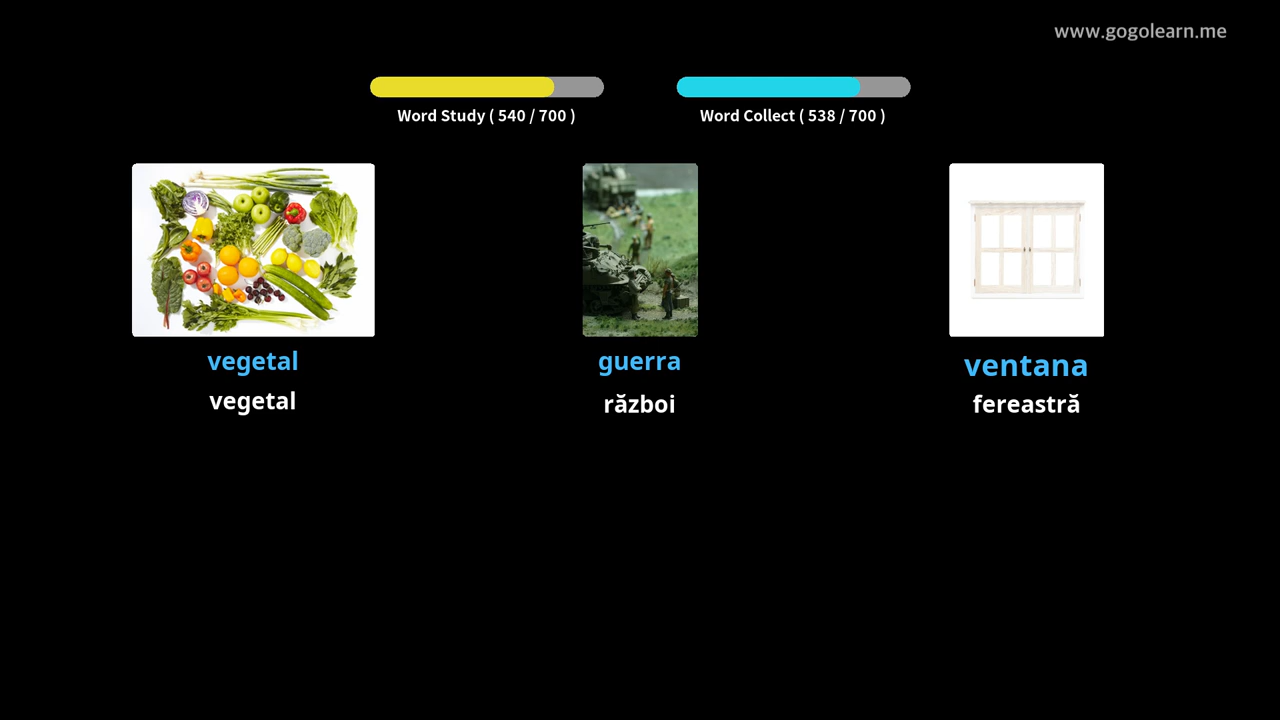 www.gogolearn.me
Word Study ( 540 / 700 )
Word Collect ( 538 / 700 )
vegetal
vegetal
guerra
război
ventana
fereastră